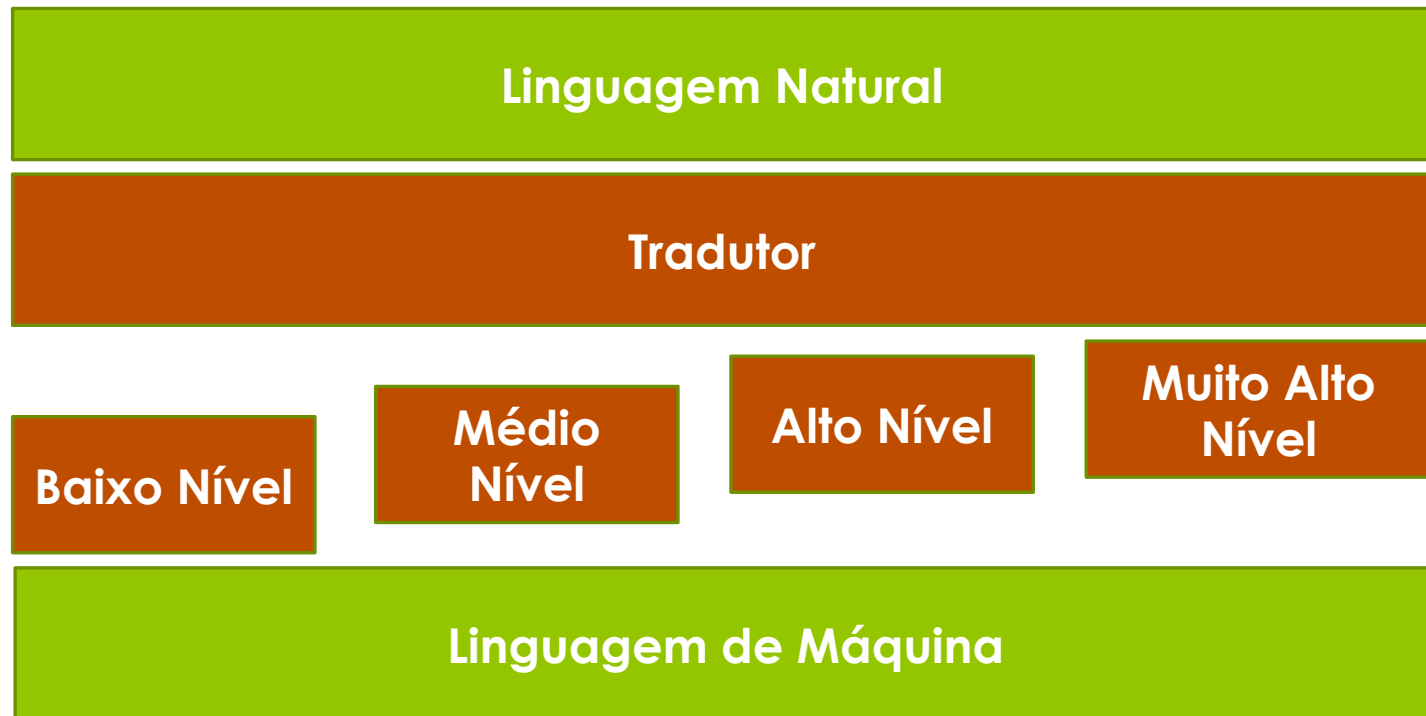 Linguagem Natural
Tradutor
Baixo Nível
Médio
Nível
Alto Nível
Muito Alto
Nível
Linguagem de Máquina